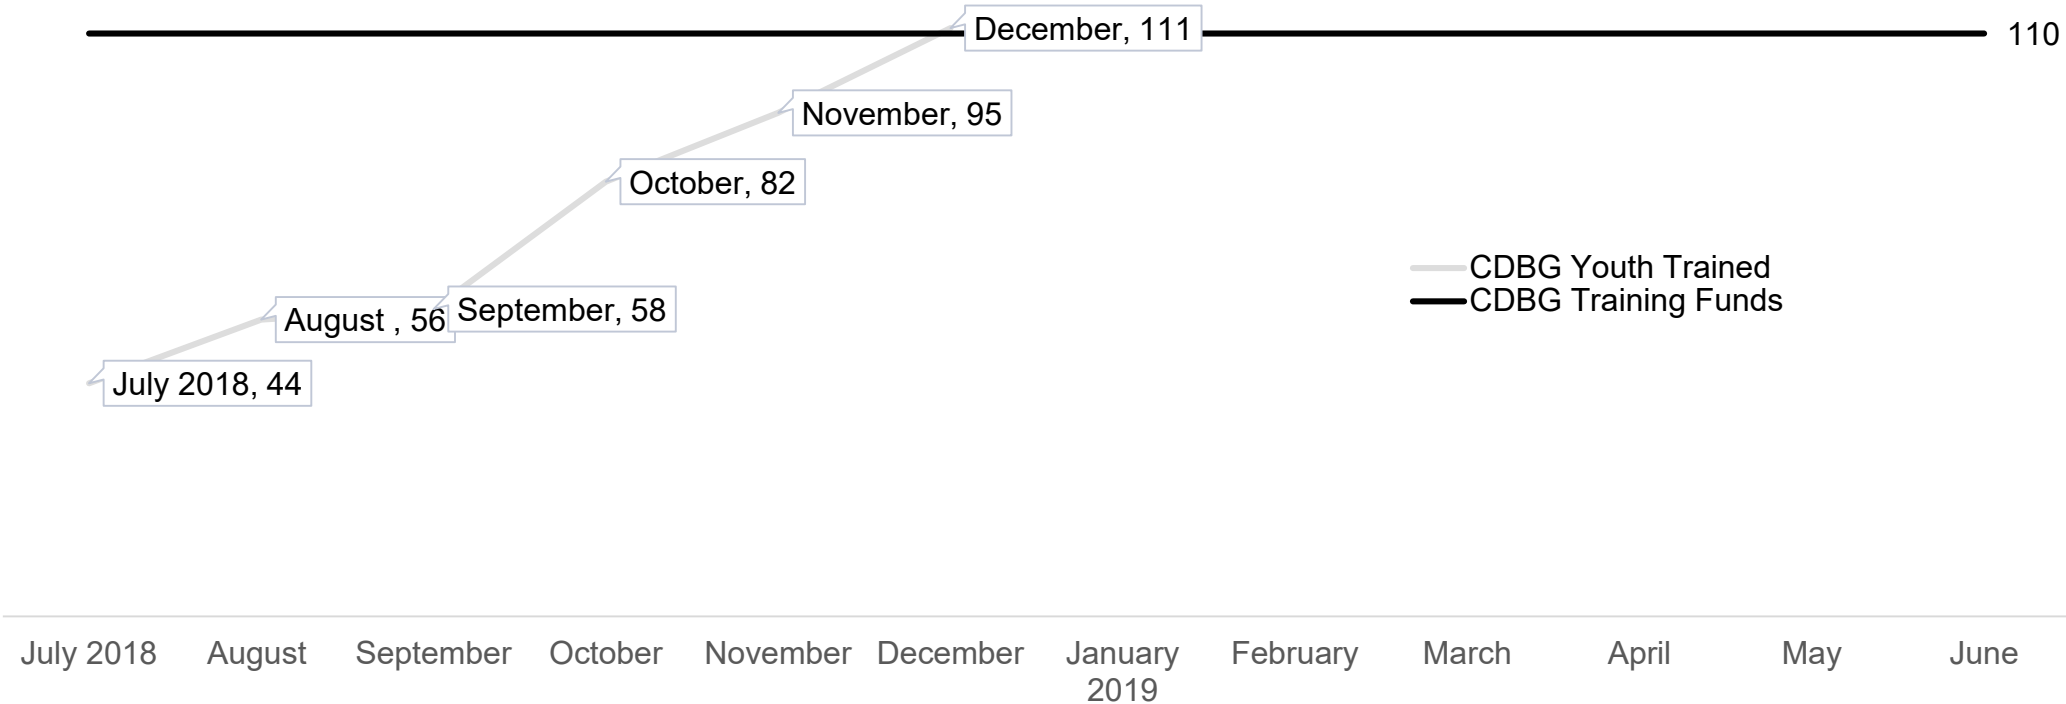 December, 111
110
November, 95
October, 82
CDBG Youth Trained
CDBG Training Funds
August , 56
September, 58
July 2018, 44
July 2018 August September October November December January February March April May June
2019